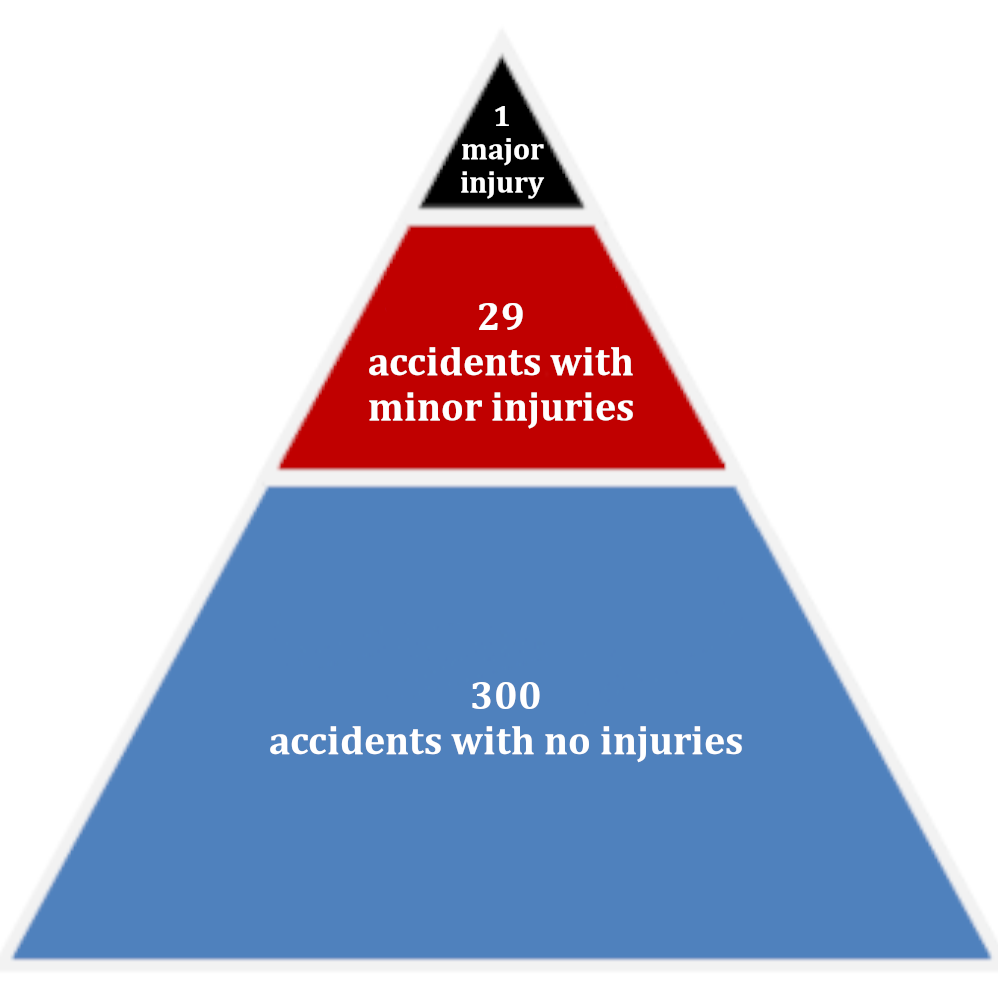 1
major
injury
29
accidents with
minor injuries
300
accidents with no injuries